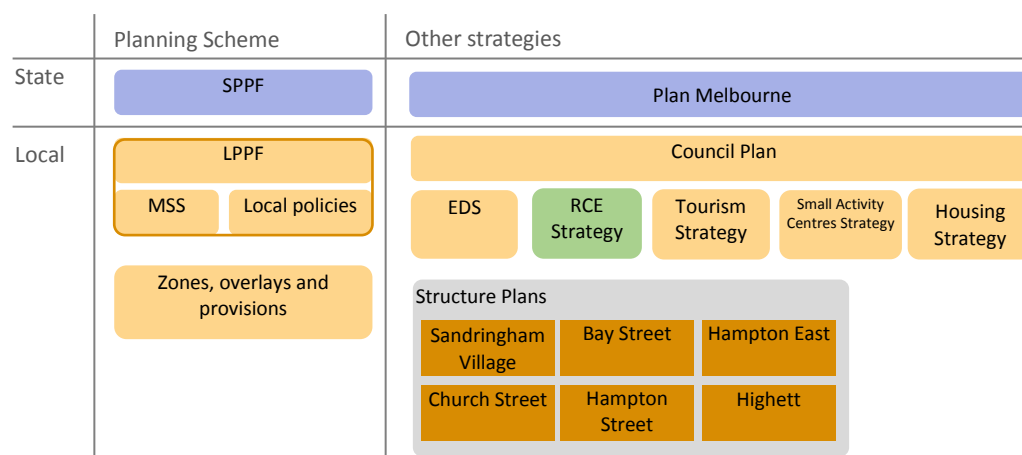 Planning Scheme
Other strategies
State
SPPF
Plan Melbourne
Local
LPPF
Council Plan
MSS
Local policies
EDS
RCE
Strategy
Tourism
Strategy
Small Activity
Centres Strategy
Housing
Strategy
Zones, overlays and
provisions
Structure Plans
Sandringham
Village
Bay Street
Hampton East
Church Street
Hampton
Street
Highett